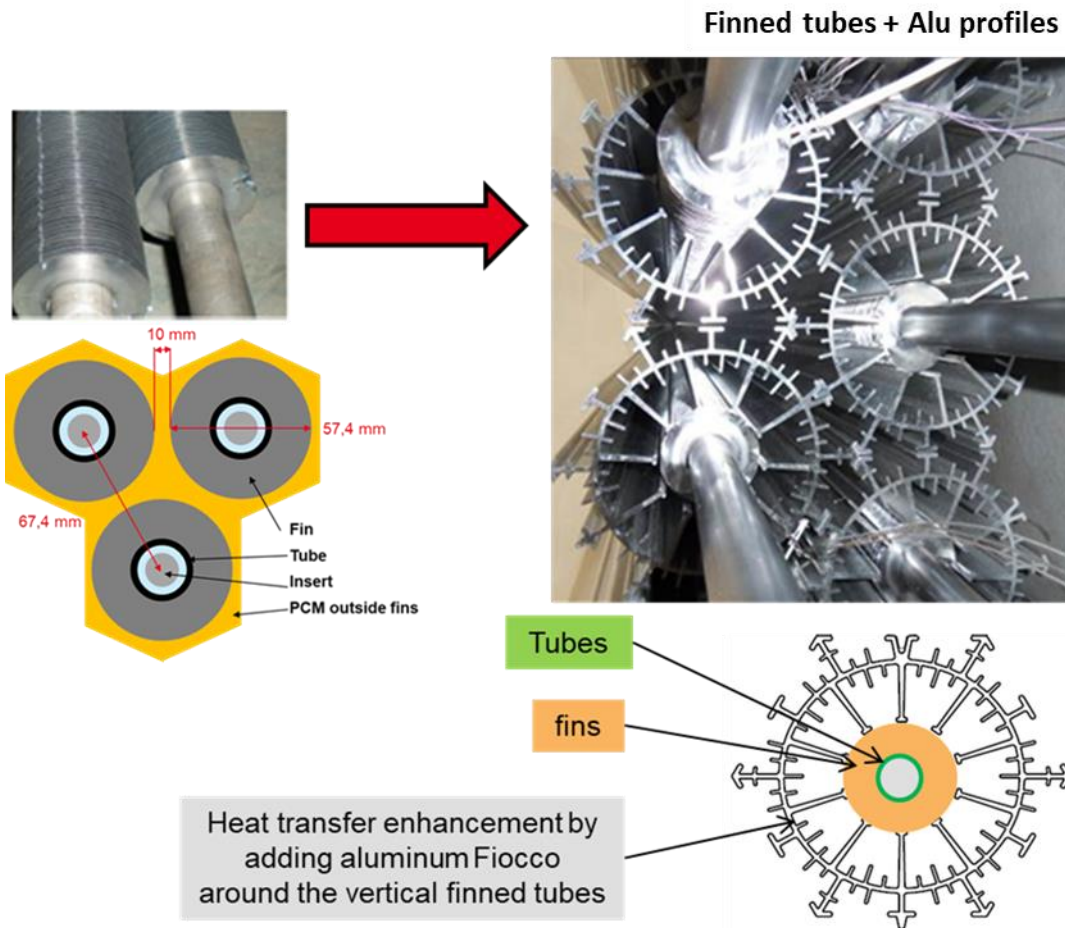 Finned tubes + Alu profiles
10 mm
57,4 mm
67,4 mm
Fin
Tube
Insert
PCM outside fins
Tubes
fins
Heat transfer enhancement by
adding aluminum Fiocco
around the vertical finned tubes